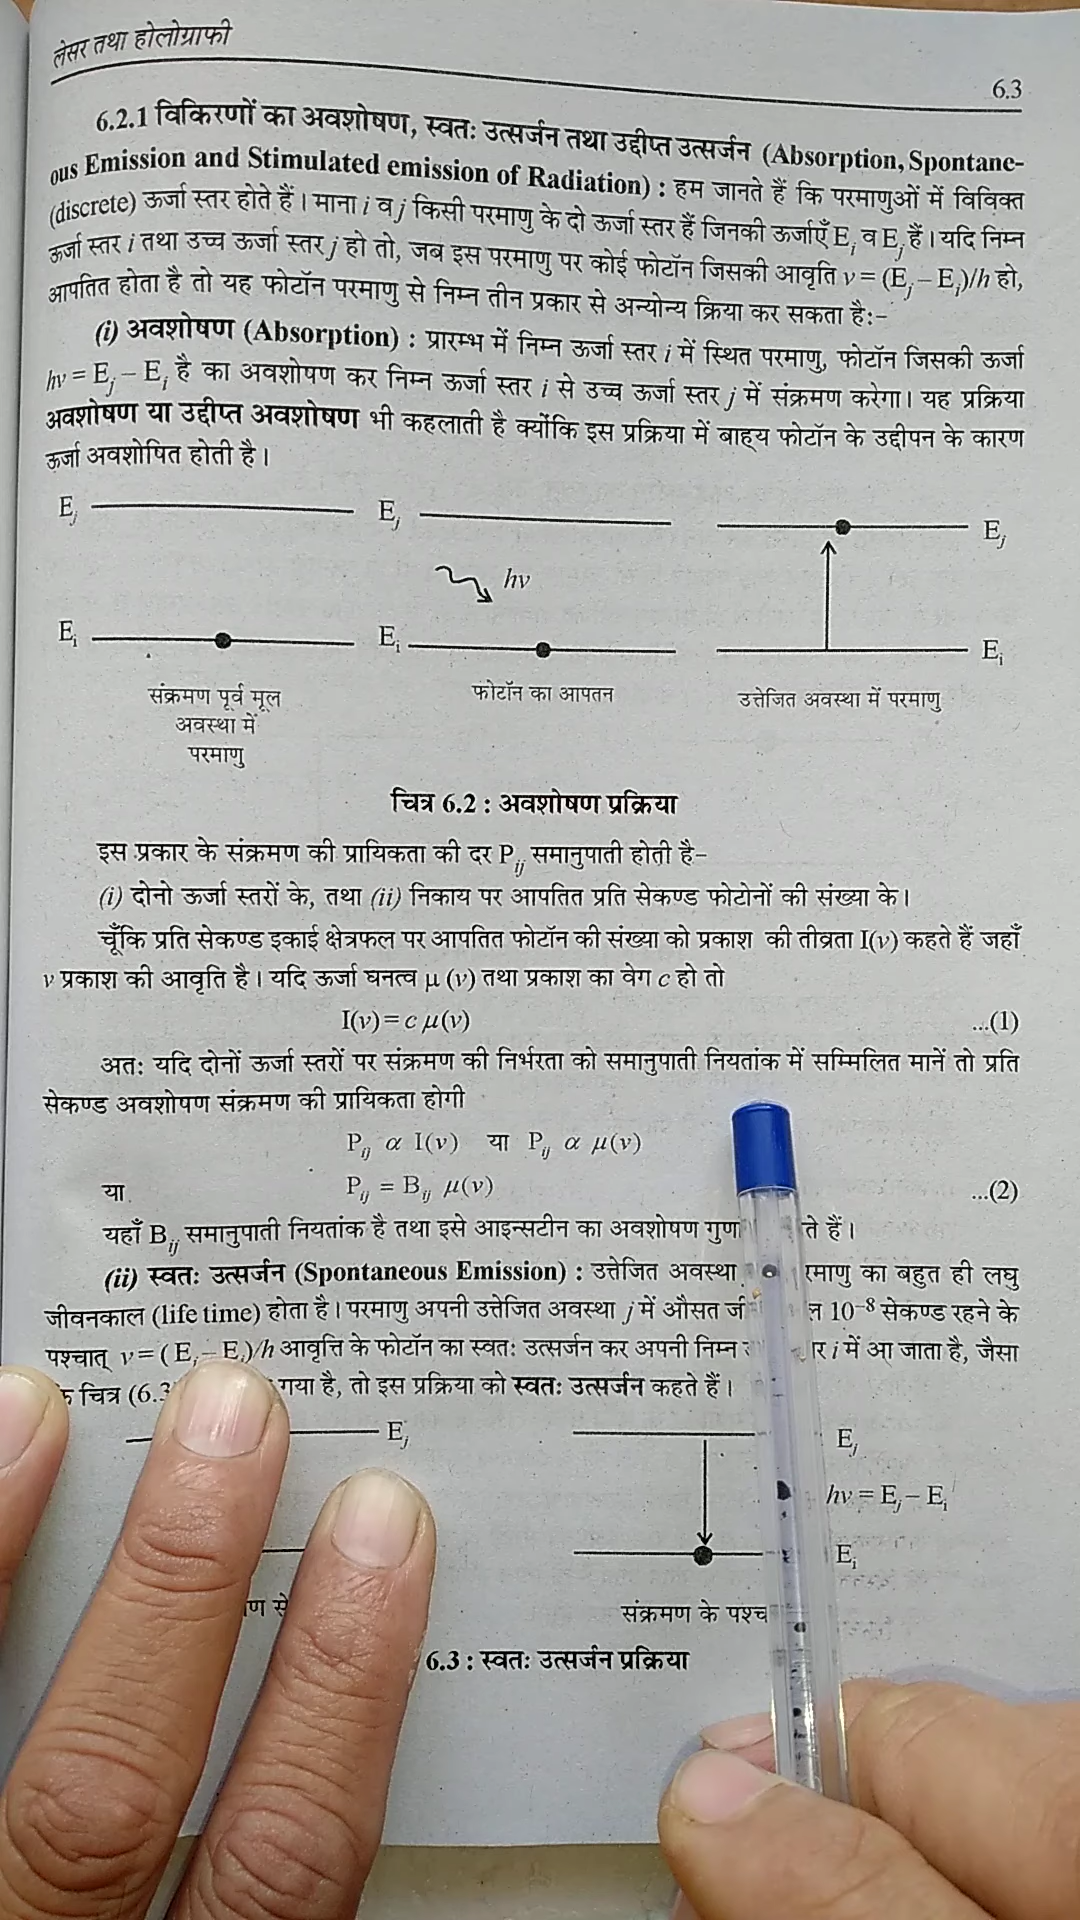 लेसर तथा होलोग्राफी
6.3
6.2.1 विकिरणों का अवशोषण, स्वतः उत्सर्जन तथा उद्दीप्त उत्सर्जन (Absorption, Spontane-
ous Emission and Stimulated emission of Radiation) : हम जानते हैं कि परमाणुओं में विविक्त
(discrete) ऊर्जा स्तर होते हैं। माना i व j किसी परमाणु के दो ऊर्जा स्तर हैं जिनकी ऊर्जाएँ E_i व E_j हैं। यदि निम्न
ऊर्जा स्तर i तथा उच्च ऊर्जा स्तर j हो तो, जब इस परमाणु पर कोई फोटॉन जिसकी आवृति ν = (E_j – E_i)/h हो,
आपतित होता है तो यह फोटॉन परमाणु से निम्न तीन प्रकार से अन्योन्य क्रिया कर सकता है:–
(i) अवशोषण (Absorption) : प्रारम्भ में निम्न ऊर्जा स्तर i में स्थित परमाणु, फोटॉन जिसकी ऊर्जा
hν = E_j – E_i है का अवशोषण कर निम्न ऊर्जा स्तर i से उच्च ऊर्जा स्तर j में संक्रमण करेगा। यह प्रक्रिया
अवशोषण या उद्दीप्त अवशोषण भी कहलाती है क्योंकि इस प्रक्रिया में बाह्य फोटॉन के उद्दीपन के कारण
ऊर्जा अवशोषित होती है।
E_j E_j E_j
hν
E_i E_i E_i
संक्रमण पूर्व मूल फोटॉन का आपतन उत्तेजित अवस्था में परमाणु
अवस्था में
परमाणु
चित्र 6.2 : अवशोषण प्रक्रिया
इस प्रकार के संक्रमण की प्रायिकता की दर P_ij समानुपाती होती है–
(i) दोनो ऊर्जा स्तरों के, तथा (ii) निकाय पर आपतित प्रति सेकण्ड फोटोनों की संख्या के।
चूँकि प्रति सेकण्ड इकाई क्षेत्रफल पर आपतित फोटॉन की संख्या को प्रकाश की तीव्रता I(ν) कहते हैं जहाँ
ν प्रकाश की आवृति है। यदि ऊर्जा घनत्व μ (ν) तथा प्रकाश का वेग c हो तो
I(ν) = c μ(ν) ...(1)
अतः यदि दोनों ऊर्जा स्तरों पर संक्रमण की निर्भरता को समानुपाती नियतांक में सम्मिलित मानें तो प्रति
सेकण्ड अवशोषण संक्रमण की प्रायिकता होगी
P_ij α I(ν) या P_ij α μ(ν)
या P_ij = B_ij μ(ν) ...(2)
यहाँ B_ij समानुपाती नियतांक है तथा इसे आइन्सटीन का अवशोषण हैं।
(ii) स्वतः उत्सर्जन (Spontaneous Emission) : उत्तेजित अवस्था का बहुत ही लघु
जीवनकाल (life time) होता है। परमाणु अपनी उत्तेजित अवस्था j में औसत 10⁻⁸ सेकण्ड रहने के
पश्चात् ν = (E_j – E_i)/h आवृत्ति के फोटॉन का स्वतः उत्सर्जन कर अपनी निम्न i में आ जाता है, जैसा
चित्र (6.3 गया है, तो इस प्रक्रिया को स्वतः उत्सर्जन कहते हैं।
E_j E_j
hν = E_j – E_i
E_i
से संक्रमण के
6.3 : स्वतः उत्सर्जन प्रक्रिया